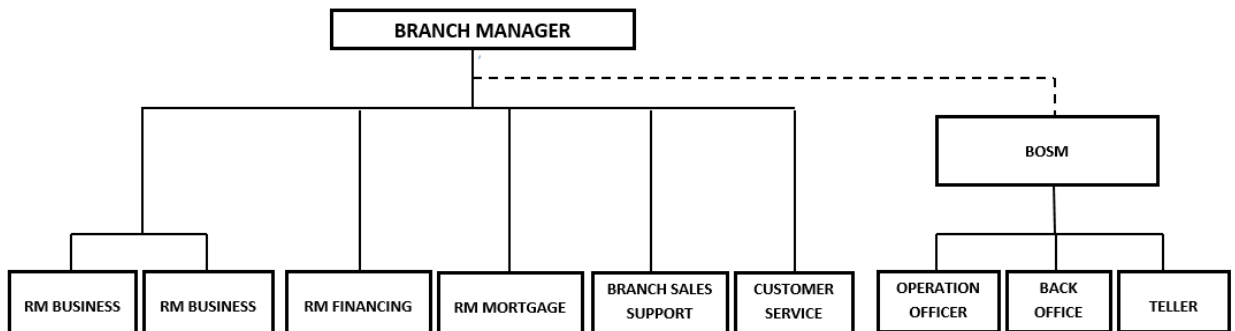 BRANCH MANAGER
BOSM
RM BUSINESS
RM BUSINESS
RM FINANCING
RM MORTGAGE
BRANCH SALES
SUPPORT
CUSTOMER
SERVICE
OPERATION
OFFICER
BACK
OFFICE
TELLER